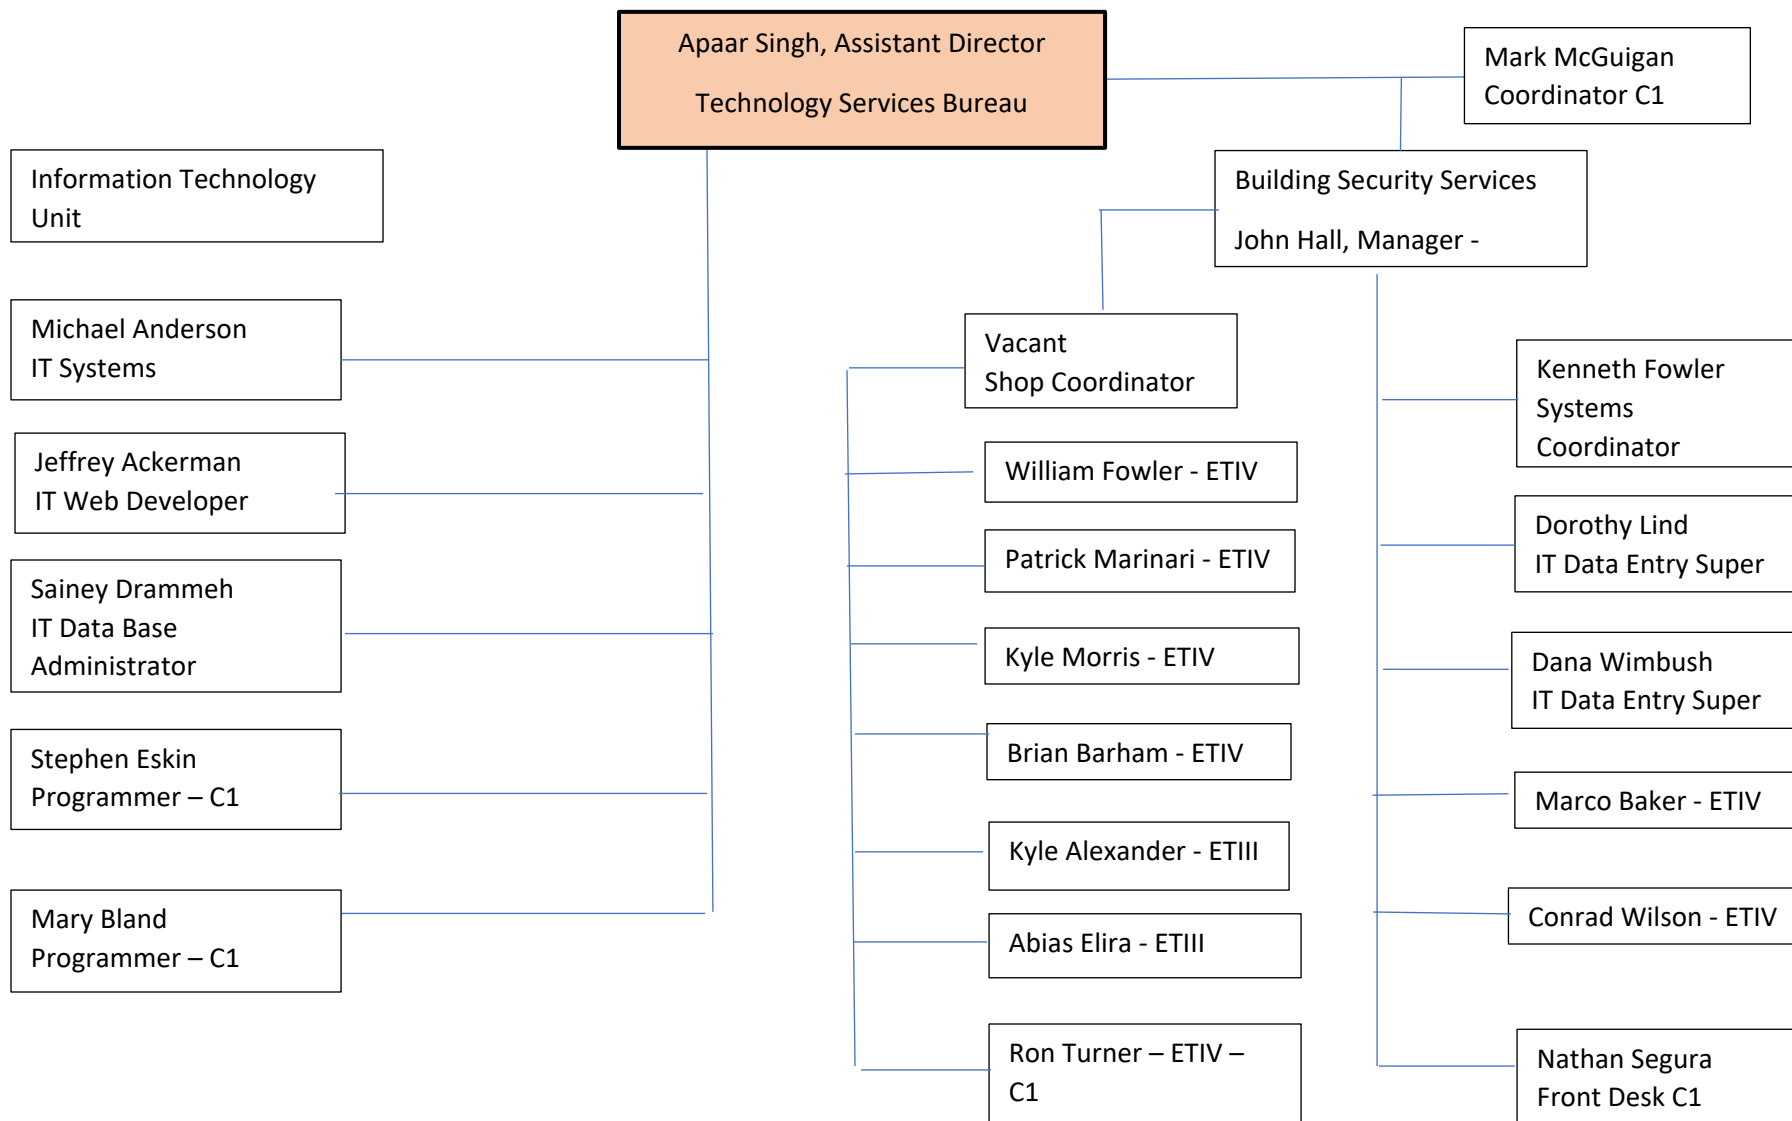 Apaar Singh, Assistant Director
Technology Services Bureau
Mark McGuigan
Coordinator C1
Information Technology
Unit
Building Security Services
John Hall, Manager -
Michael Anderson
IT Systems
Jeffrey Ackerman
IT Web Developer
Sainey Drammeh
IT Data Base
Administrator
Stephen Eskin
Programmer – C1
Mary Bland
Programmer – C1
Vacant
Shop Coordinator
William Fowler - ETIV
Patrick Marinari - ETIV
Kyle Morris - ETIV
Brian Barham - ETIV
Kyle Alexander - ETIII
Abias Elira - ETIII
Ron Turner – ETIV –
C1
Kenneth Fowler
Systems
Coordinator
Dorothy Lind
IT Data Entry Super
Dana Wimbush
IT Data Entry Super
Marco Baker - ETIV
Conrad Wilson - ETIV
Nathan Segura
Front Desk C1